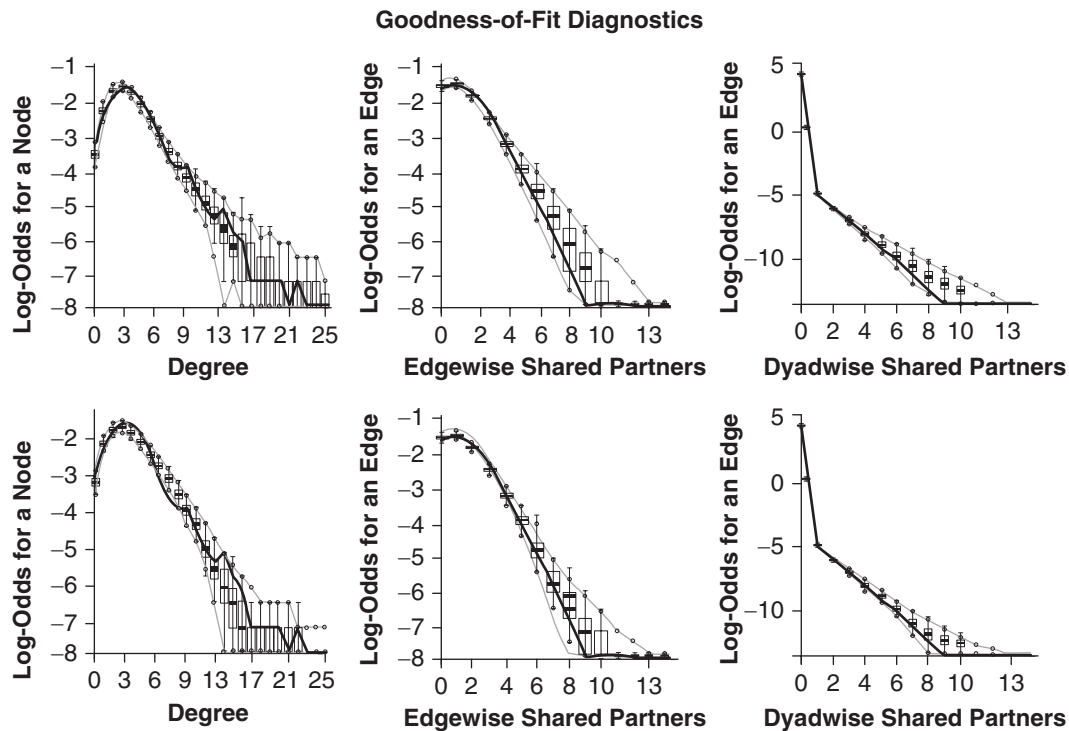 Goodness-of-Fit Diagnostics
Log-Odds for a Node
−1
−2
−3
−4
−5
−6
−7
−8
0 3 6 9 13 17 21 25
Degree
Log-Odds for an Edge
−1
−2
−3
−4
−5
−6
−7
−8
0 2 4 6 8 10 13
Edgewise Shared Partners
Log-Odds for an Edge
5
0
−5
−10
0 2 4 6 8 10 13
Dyadwise Shared Partners
Log-Odds for a Node
−2
−3
−4
−5
−6
−7
−8
0 3 6 9 13 17 21 25
Degree
Log-Odds for an Edge
−1
−2
−3
−4
−5
−6
−7
−8
0 2 4 6 8 10 13
Edgewise Shared Partners
Log-Odds for an Edge
5
0
−5
−10
0 2 4 6 8 10 13
Dyadwise Shared Partners